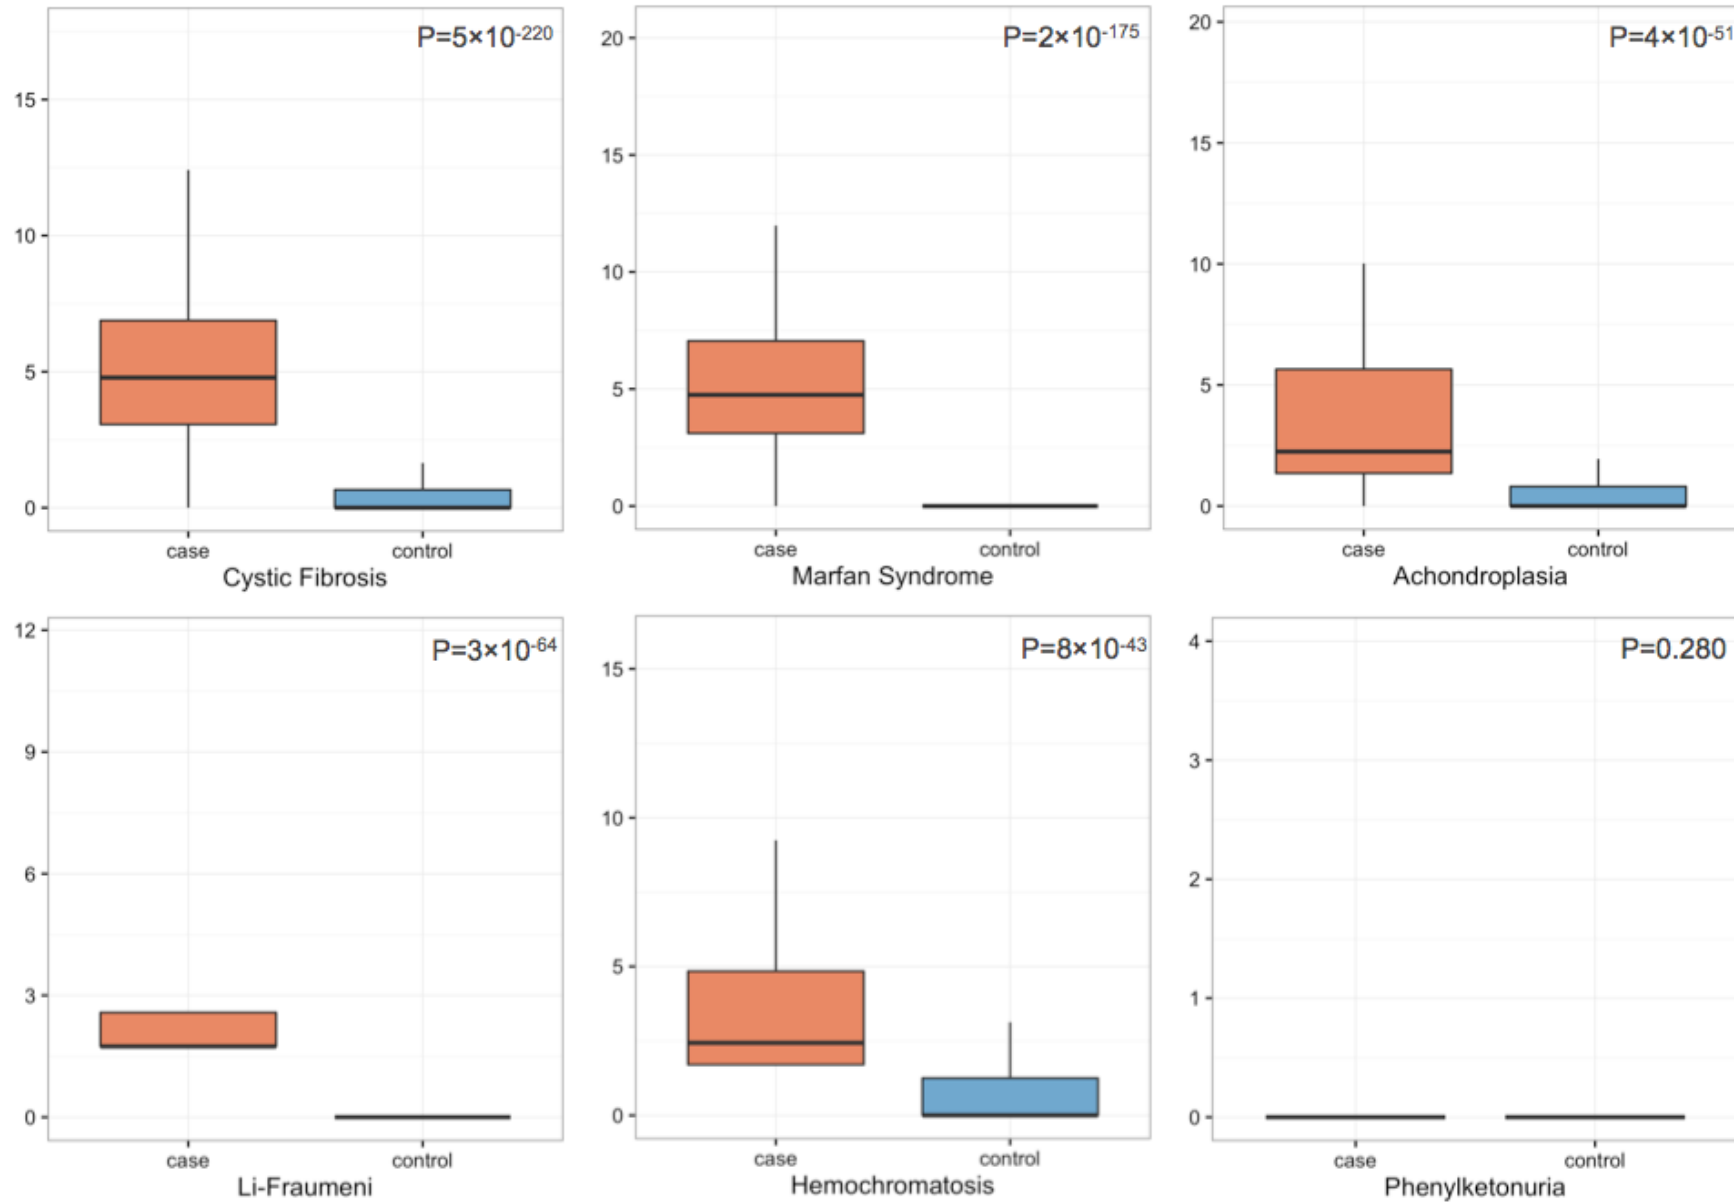 P=5×10⁻²²⁰
15
10
5
0
case control
Cystic Fibrosis
P=2×10⁻¹⁷⁵
20
15
10
5
0
case control
Marfan Syndrome
P=4×10⁻⁵¹
20
15
10
5
0
case control
Achondroplasia
P=3×10⁻⁶⁴
12
9
6
3
0
case control
Li-Fraumeni
P=8×10⁻⁴³
15
10
5
0
case control
Hemochromatosis
P=0.280
4
3
2
1
0
case control
Phenylketonuria